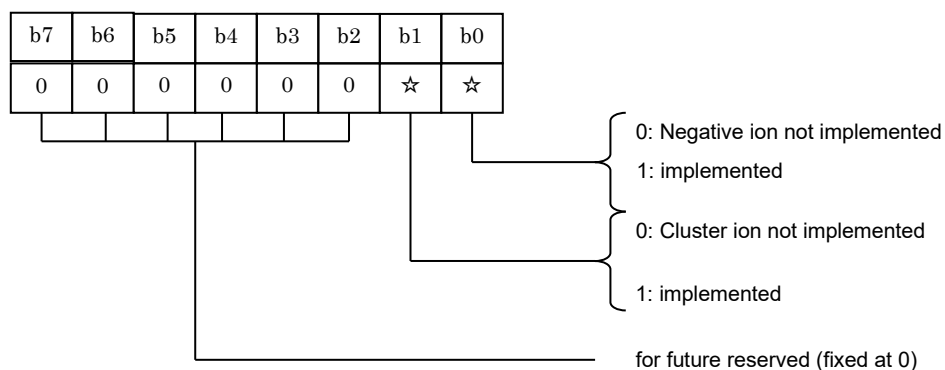 b7 b6 b5 b4 b3 b2 b1 b0
0 0 0 0 0 0 ☆ ☆
0: Negative ion not implemented
1: implemented
0: Cluster ion not implemented
1: implemented
for future reserved (fixed at 0)